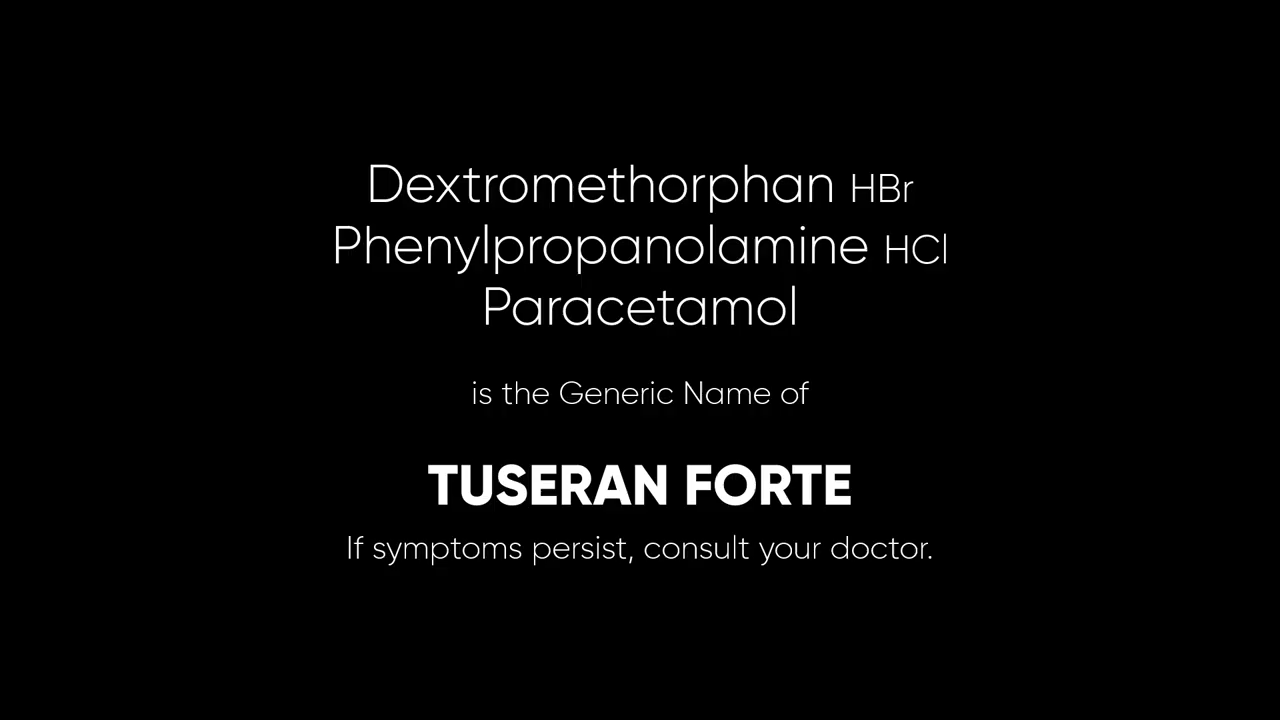 Dextromethorphan HBr
Phenylpropanolamine HCl
Paracetamol
is the Generic Name of
TUSERAN FORTE
If symptoms persist, consult your doctor.